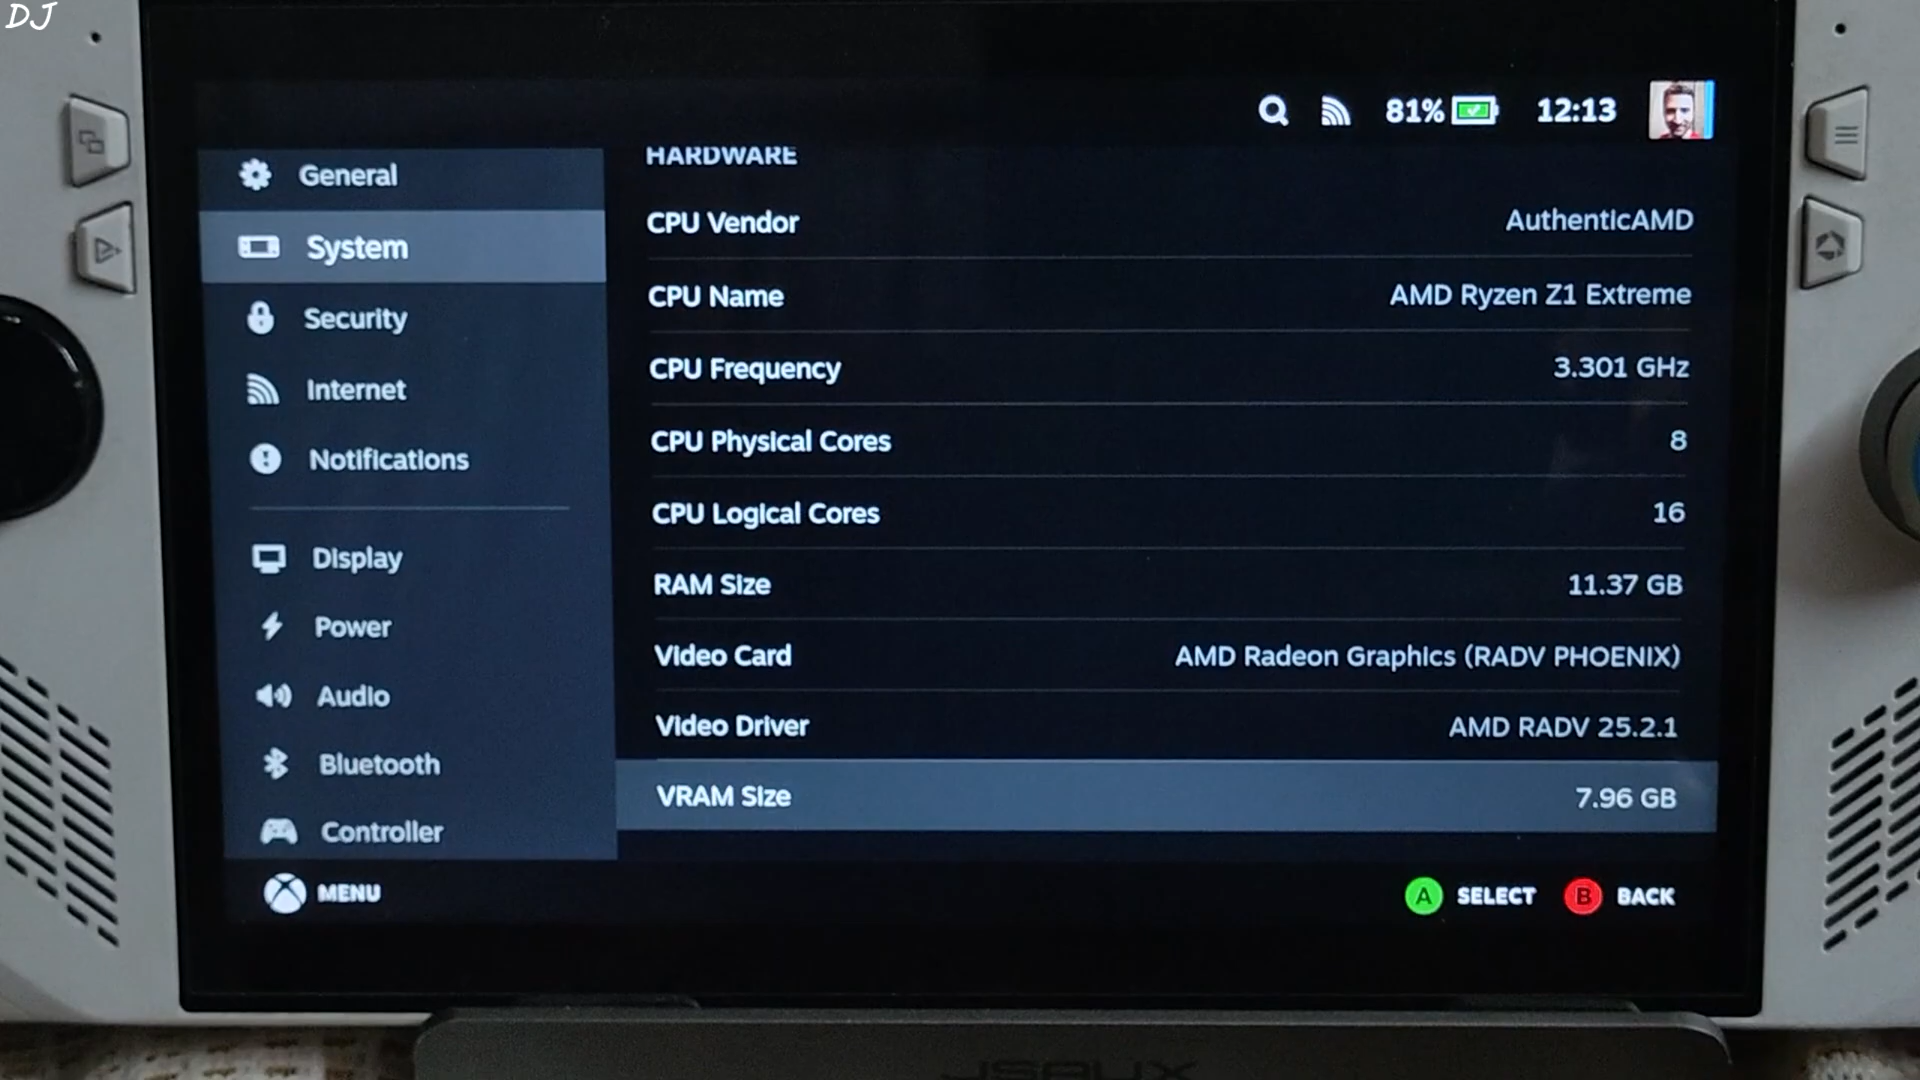 DJ
81% 12:13
HARDWARE
General
System
Security
Internet
Notifications
Display
Power
Audio
Bluetooth
Controller
CPU Vendor AuthenticAMD
CPU Name AMD Ryzen Z1 Extreme
CPU Frequency 3.301 GHz
CPU Physical Cores 8
CPU Logical Cores 16
RAM Size 11.37 GB
Video Card AMD Radeon Graphics (RADV PHOENIX)
Video Driver AMD RADV 25.2.1
VRAM Size 7.96 GB
MENU
A SELECT B BACK
JSAUX